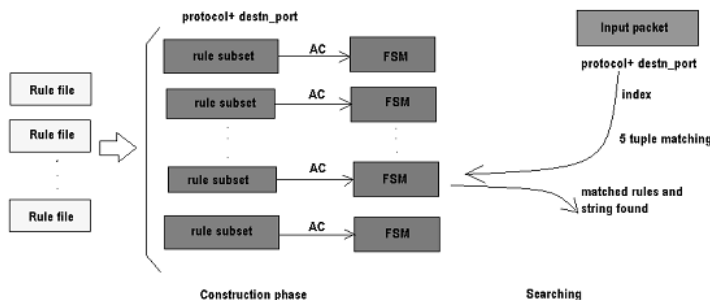 protocol+ destn_port
Rule file
Rule file
Rule file
rule subset
AC
FSM
rule subset
AC
FSM
rule subset
AC
FSM
rule subset
AC
FSM
Construction phase
Input packet
protocol+ destn_port
index
5 tuple matching
matched rules and
string found
Searching